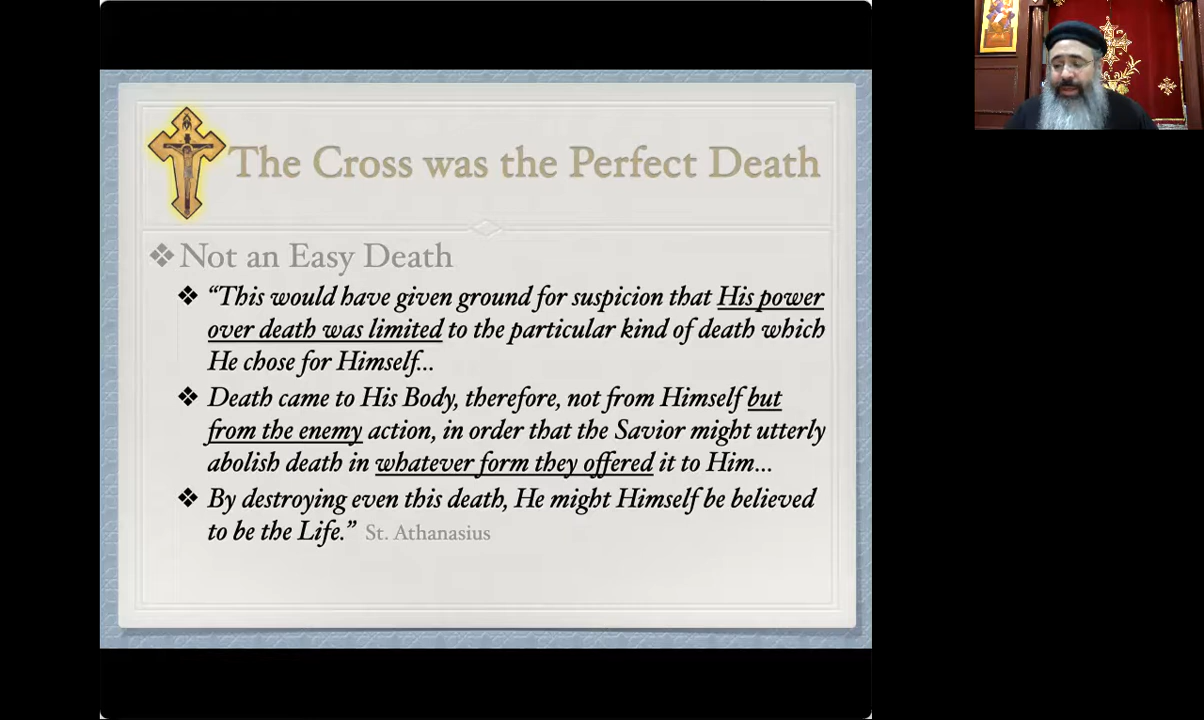 The Cross was the Perfect Death
Not an Easy Death
“This would have given ground for suspicion that His power
over death was limited to the particular kind of death which
He chose for Himself...
Death came to His Body, therefore, not from Himself but
from the enemy action, in order that the Savior might utterly
abolish death in whatever form they offered it to Him...
By destroying even this death, He might Himself be believed
to be the Life.” St. Athanasius